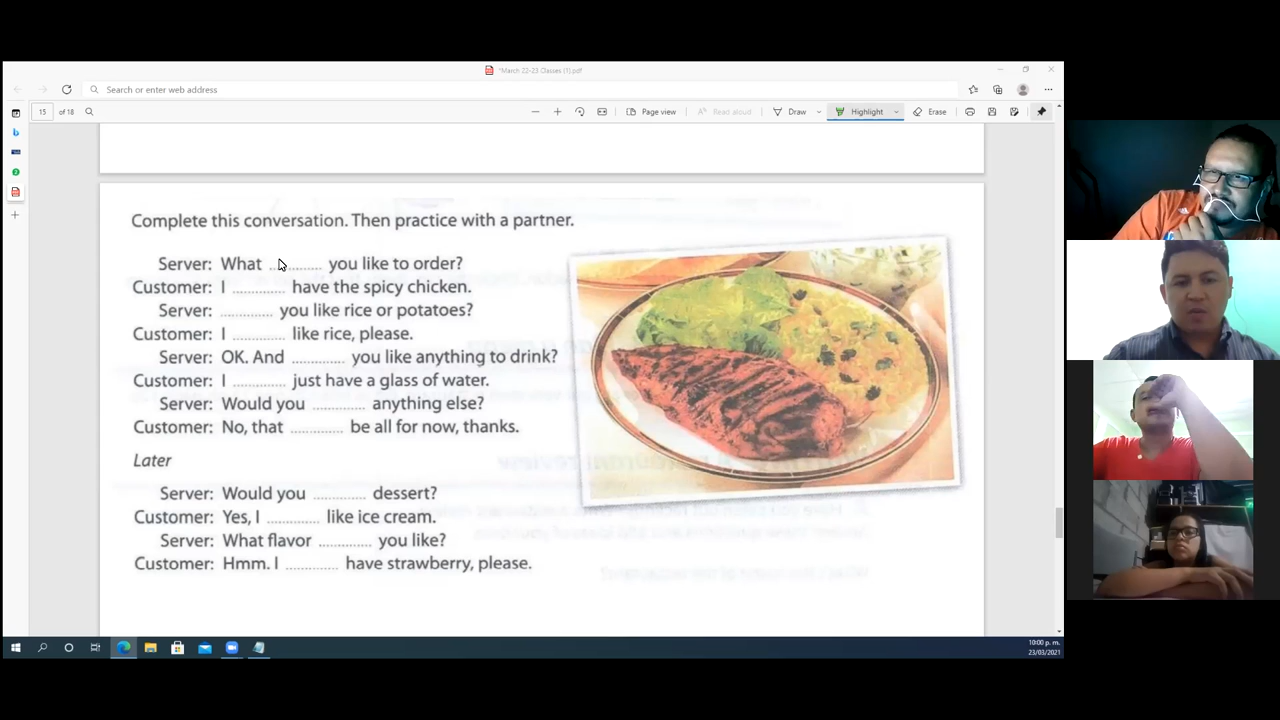 *March 22-23 Classes (1).pdf
Search or enter web address
15 of 18
Page view
Read aloud
Draw
Highlight
Erase
Complete this conversation. Then practice with a partner.
Server: What ............ you like to order?
Customer: I ............ have the spicy chicken.
Server: ............ you like rice or potatoes?
Customer: I ............ like rice, please.
Server: OK. And ............ you like anything to drink?
Customer: I ............ just have a glass of water.
Server: Would you ............ anything else?
Customer: No, that ............ be all for now, thanks.
Later
Server: Would you ............ dessert?
Customer: Yes, I ............ like ice cream.
Server: What flavor ............ you like?
Customer: Hmm. I ............ have strawberry, please.
10:00 p. m.
23/03/2021